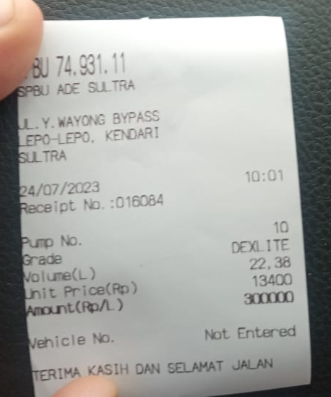 BU 74.931.11
SPBU ADE SULTRA
JL.Y.WAYONG BYPASS
LEPO-LEPO, KENDARI
SULTRA
24/07/2023 10:01
Receipt No.:016084
Pump No. 10
Grade DEXLITE
Volume(L) 22,38
Unit Price(Rp) 13400
Amount(Rp/L) 300000
Vehicle No. Not Entered
TERIMA KASIH DAN SELAMAT JALAN